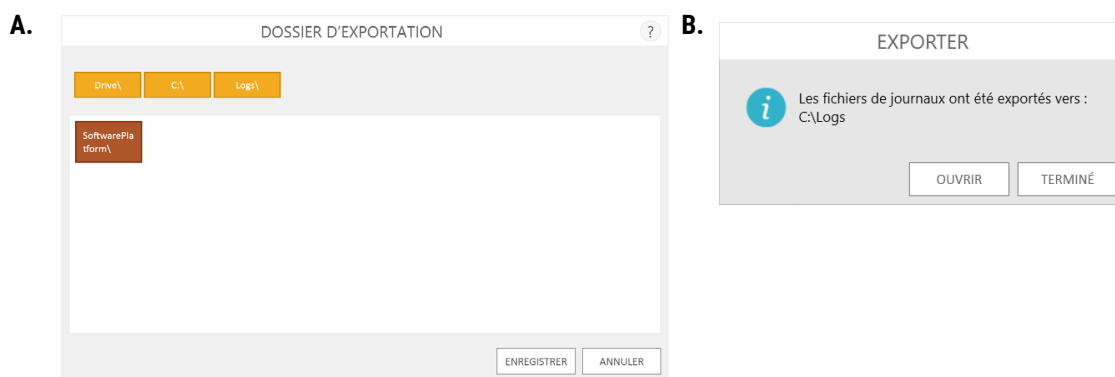 A.
DOSSIER D'EXPORTATION
?
Drive\
C:\
Logs\
SoftwarePla
tform\
ENREGISTRER
ANNULER
B.
EXPORTER
i
Les fichiers de journaux ont été exportés vers :
C:\Logs
OUVRIR
TERMINÉ